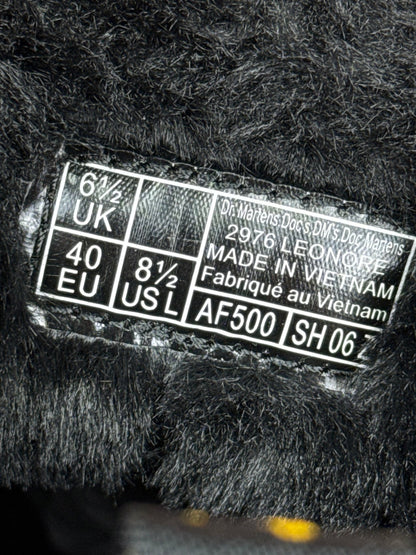 6½
UK
40
EU
8½
US L
Dr. Martens.Doc's.DM's.Doc Martens
2976 LEONORE
MADE IN VIETNAM
Fabriqué au Vietnam
AF500
SH 06 Z